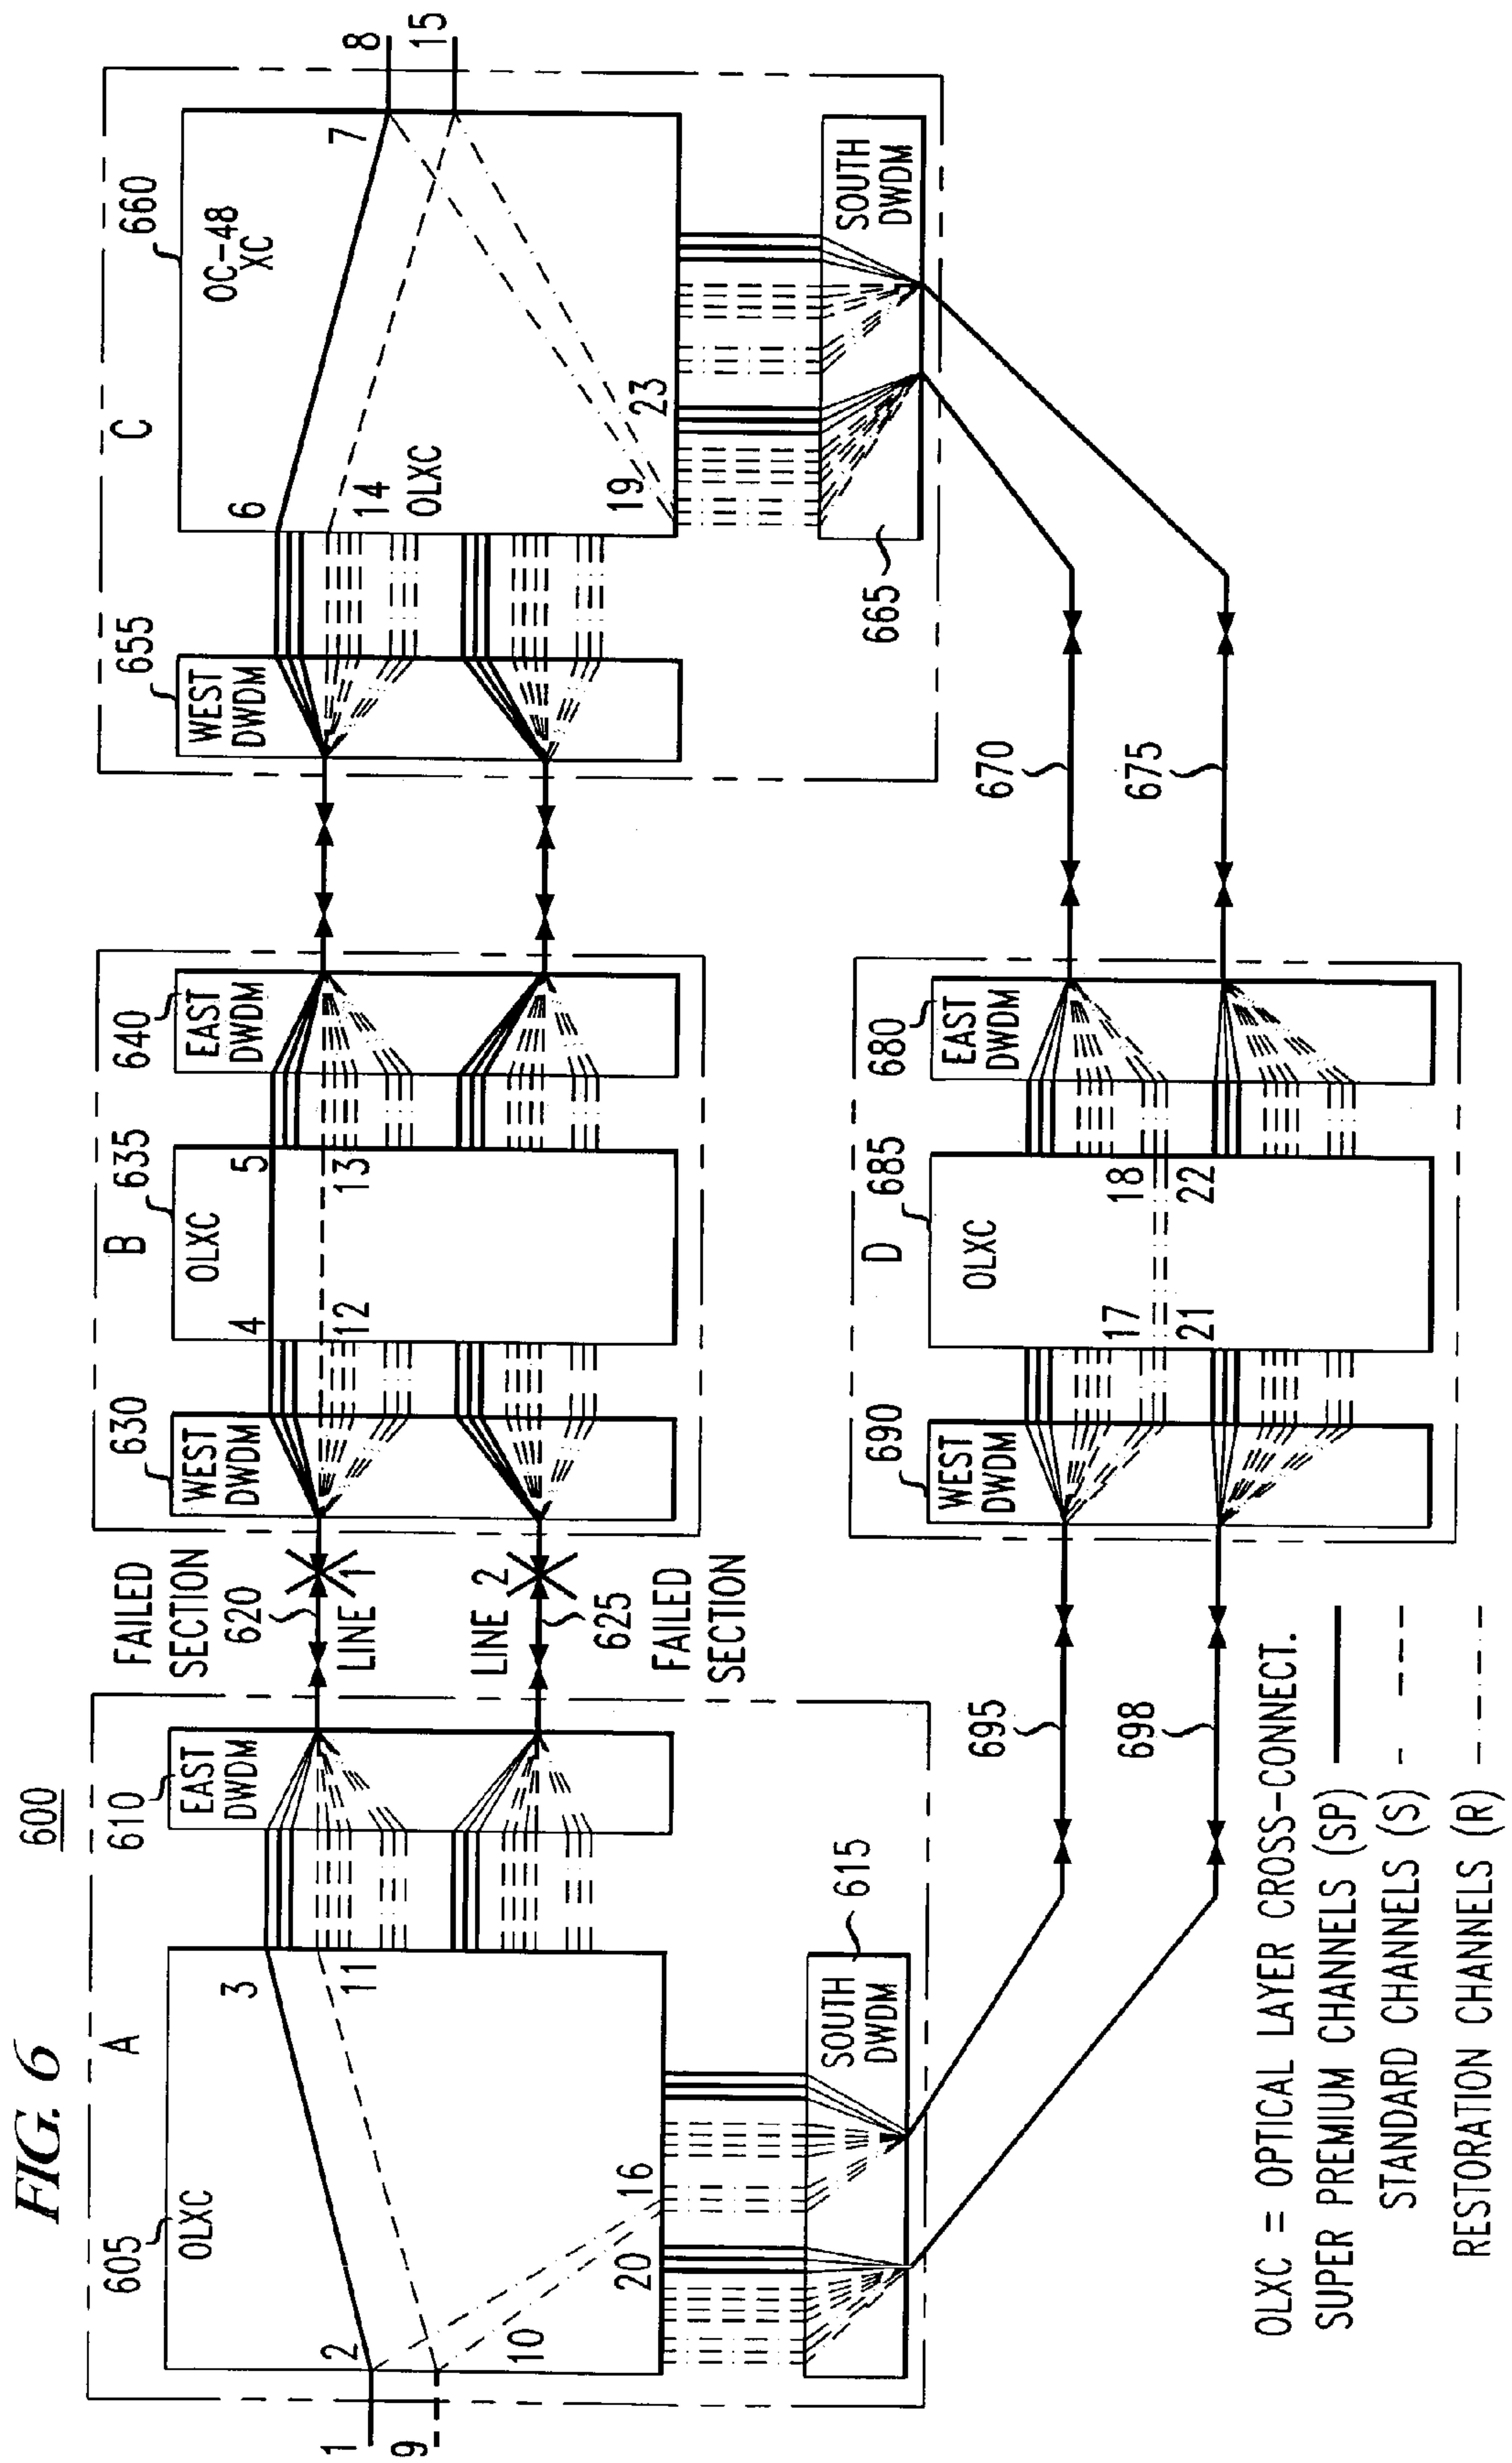 FIG. 6
600
A
605
OLXC
1
2
3
9
10
11
16
20
610
EAST
DWDM
615
SOUTH
DWDM
FAILED
SECTION
620
LINE 1
LINE 2
625
FAILED
SECTION
B
630
WEST
DWDM
635
OLXC
4
5
12
13
640
EAST
DWDM
C
655
WEST
DWDM
660
OC-48
XC
OLXC
6
7
8
14
15
19
23
665
SOUTH
DWDM
670
675
D
680
EAST
DWDM
685
OLXC
17
18
21
22
690
WEST
DWDM
695
698
OLXC = OPTICAL LAYER CROSS-CONNECT.
SUPER PREMIUM CHANNELS (SP)
STANDARD CHANNELS (S)
RESTORATION CHANNELS (R)